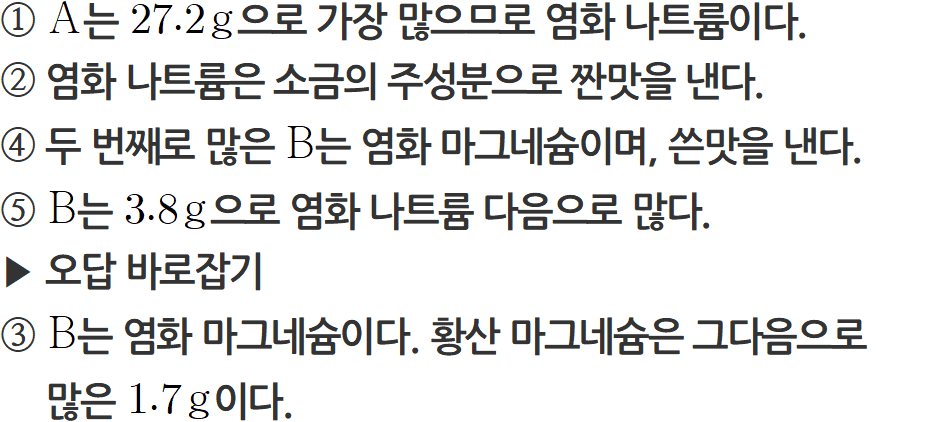 ① A는 27.2 g으로 가장 많으므로 염화 나트륨이다.
② 염화 나트륨은 소금의 주성분으로 짠맛을 낸다.
④ 두 번째로 많은 B는 염화 마그네슘이며, 쓴맛을 낸다.
⑤ B는 3.8 g으로 염화 나트륨 다음으로 많다.
▶ 오답 바로잡기
③ B는 염화 마그네슘이다. 황산 마그네슘은 그다음으로
많은 1.7 g이다.